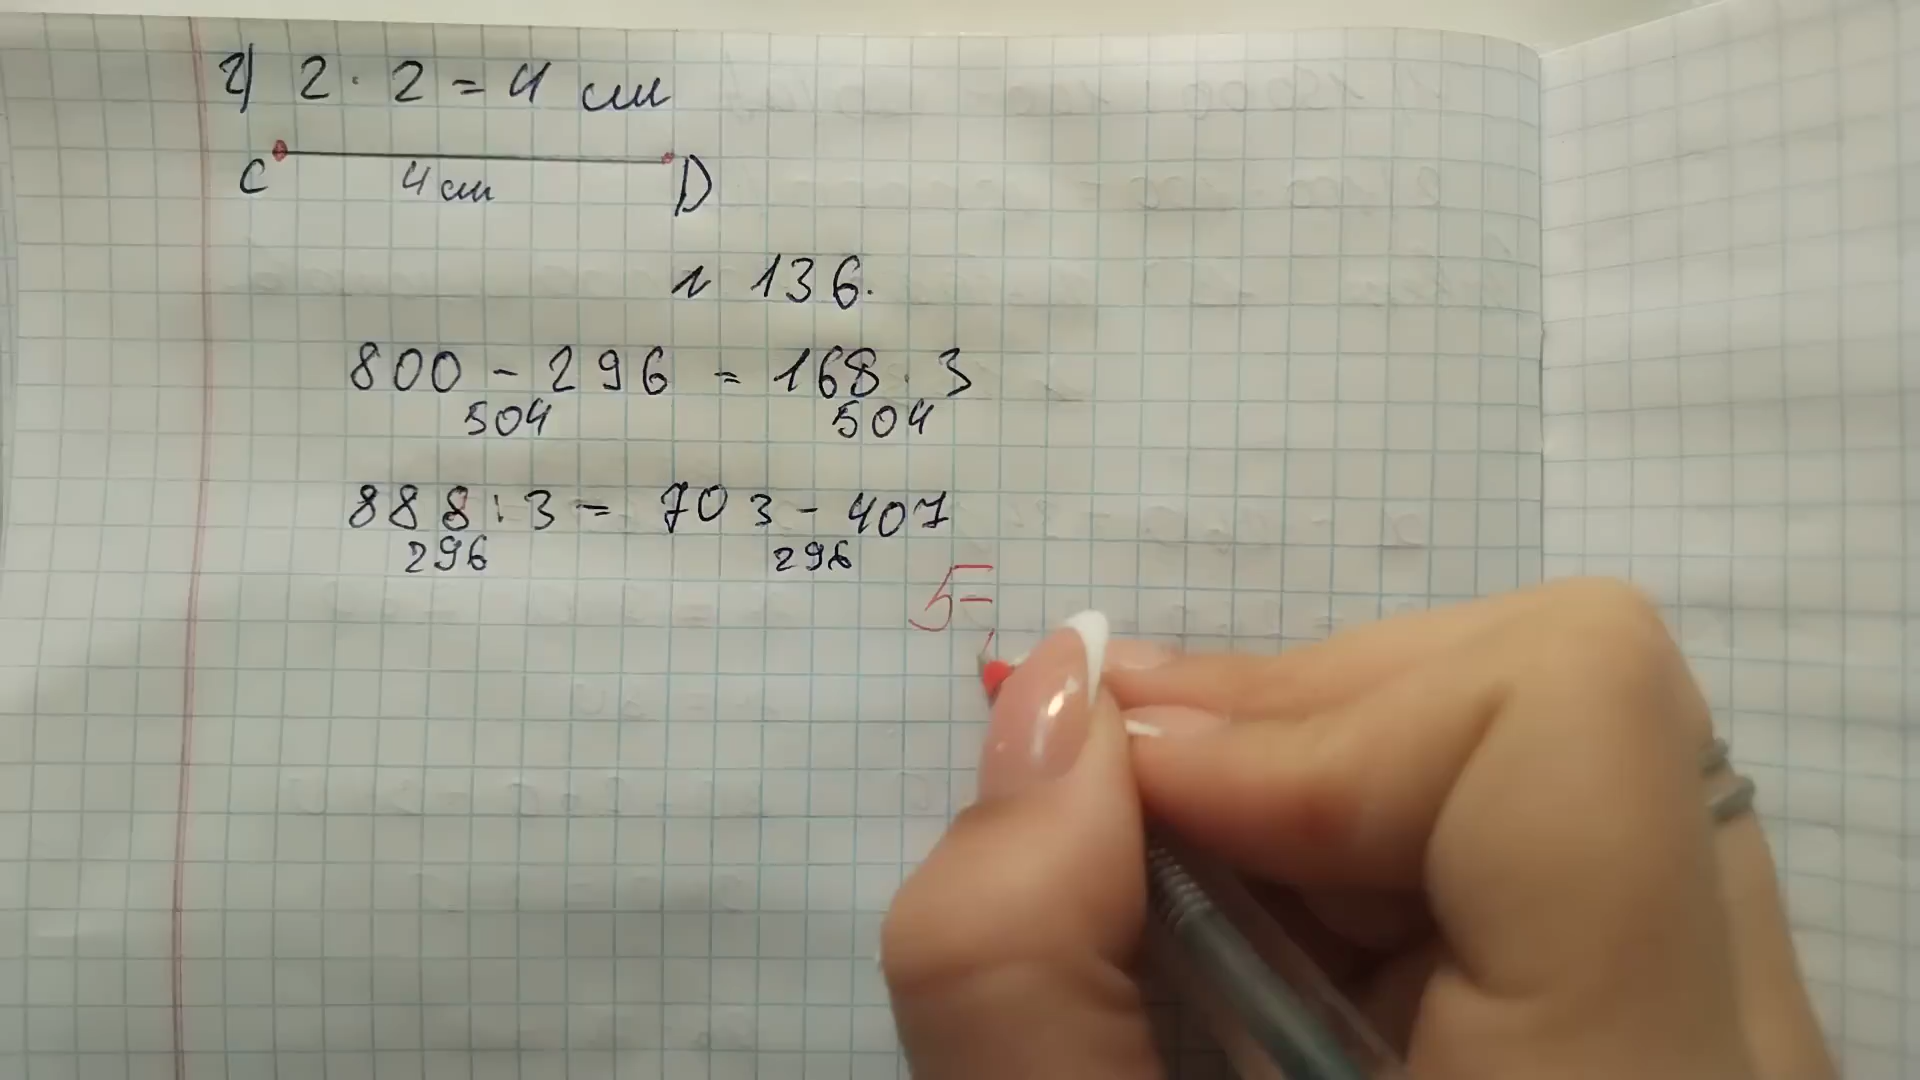 2) 2 · 2 = 4 см
C 4 см D
н 136.
800 - 296 = 168 · 3
504 504
888 : 3 = 703 - 407
296 296
5=